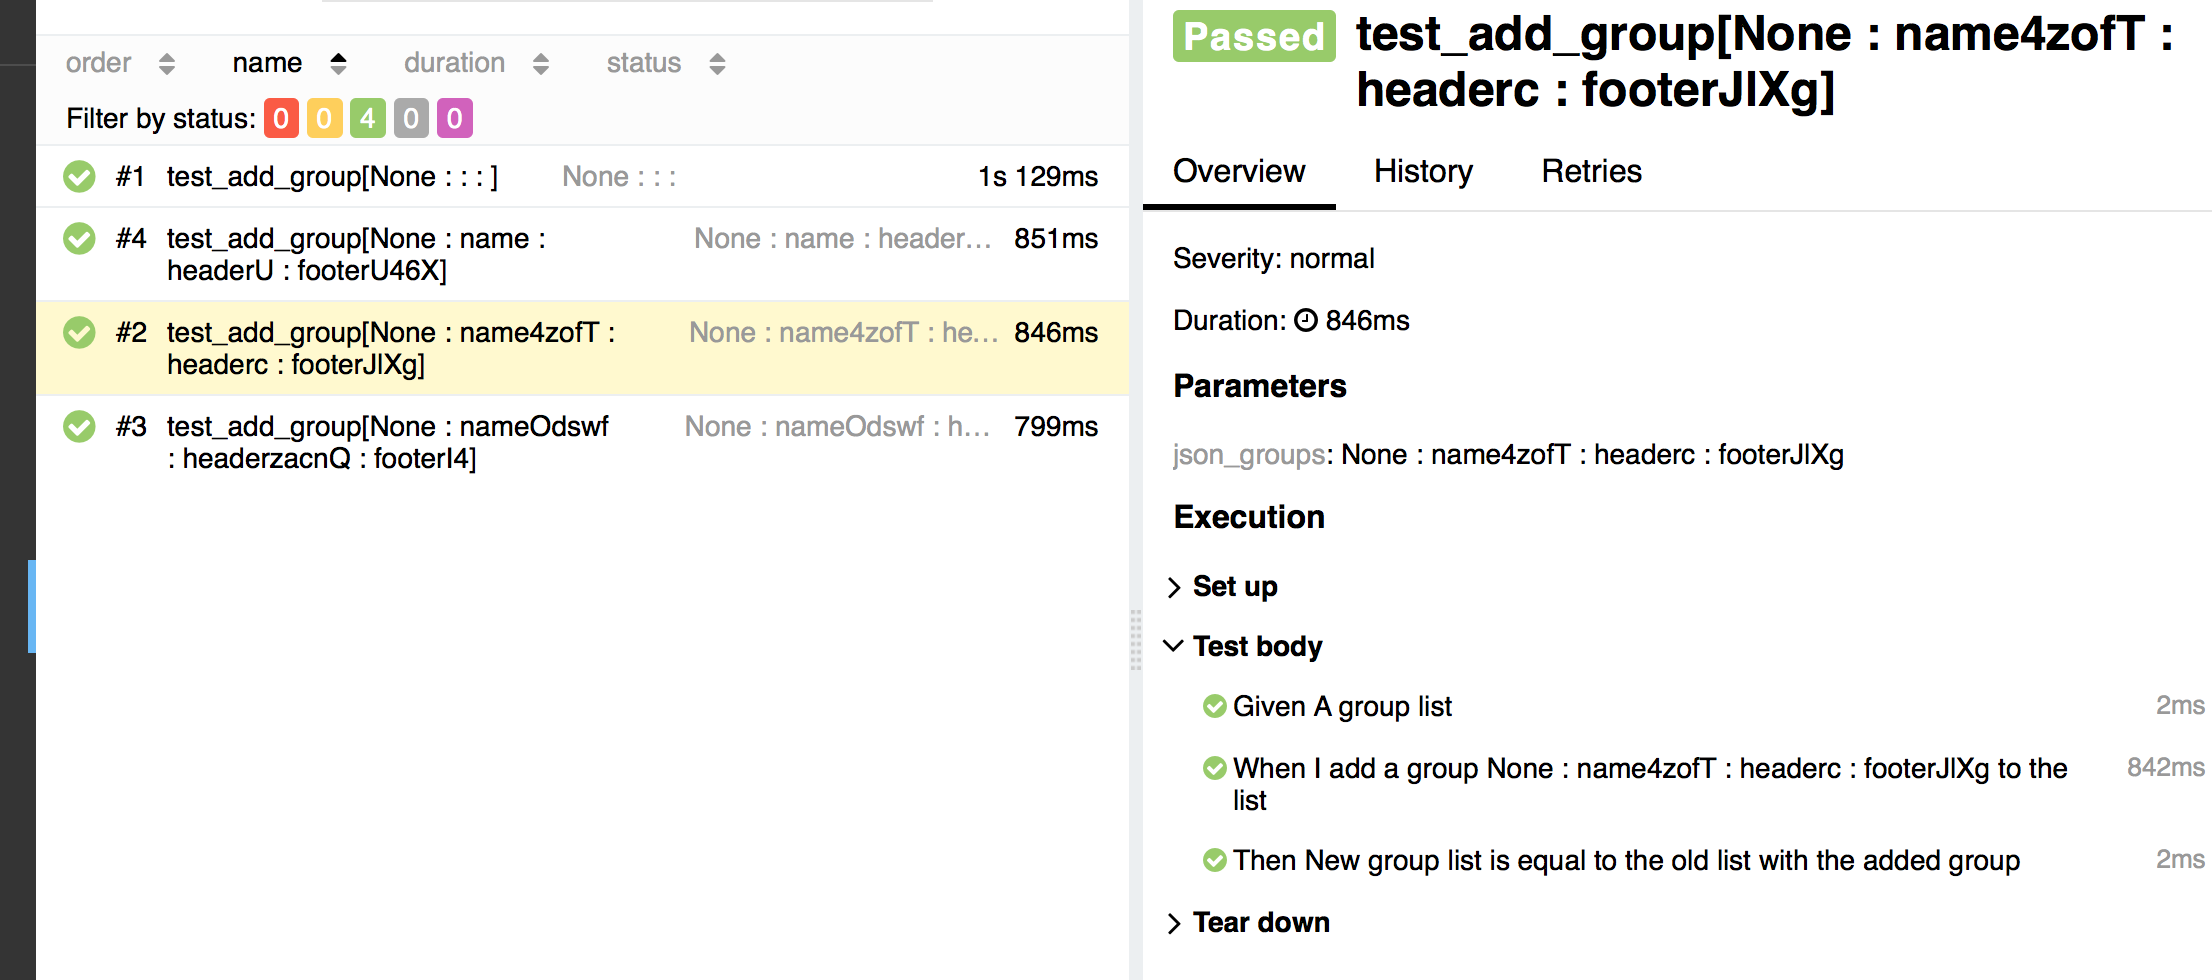 order name duration status
Filter by status: 0 0 4 0 0
#1 test_add_group[None : : : ] None : : : 1s 129ms
#4 test_add_group[None : name : None : name : header… 851ms
headerU : footerU46X]
#2 test_add_group[None : name4zofT : None : name4zofT : he… 846ms
headerc : footerJlXg]
#3 test_add_group[None : nameOdswf None : nameOdswf : h… 799ms
: headerzacnQ : footerI4]
Passed test_add_group[None : name4zofT :
headerc : footerJlXg]
Overview History Retries
Severity: normal
Duration: 846ms
Parameters
json_groups: None : name4zofT : headerc : footerJlXg
Execution
Set up
Test body
Given A group list 2ms
When I add a group None : name4zofT : headerc : footerJlXg to the 842ms
list
Then New group list is equal to the old list with the added group 2ms
Tear down